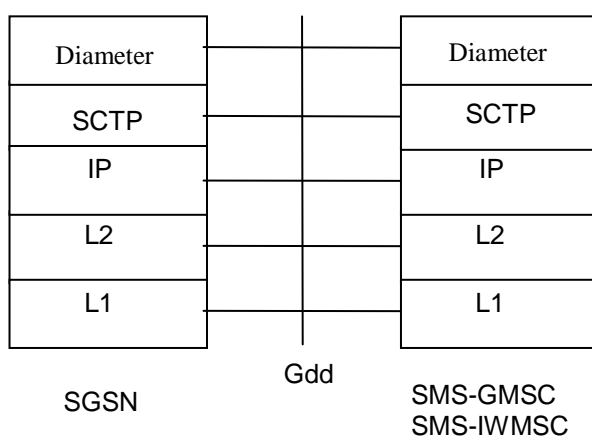 Diameter
SCTP
IP
L2
L1
SGSN
Gdd
Diameter
SCTP
IP
L2
L1
SMS-GMSC
SMS-IWMSC